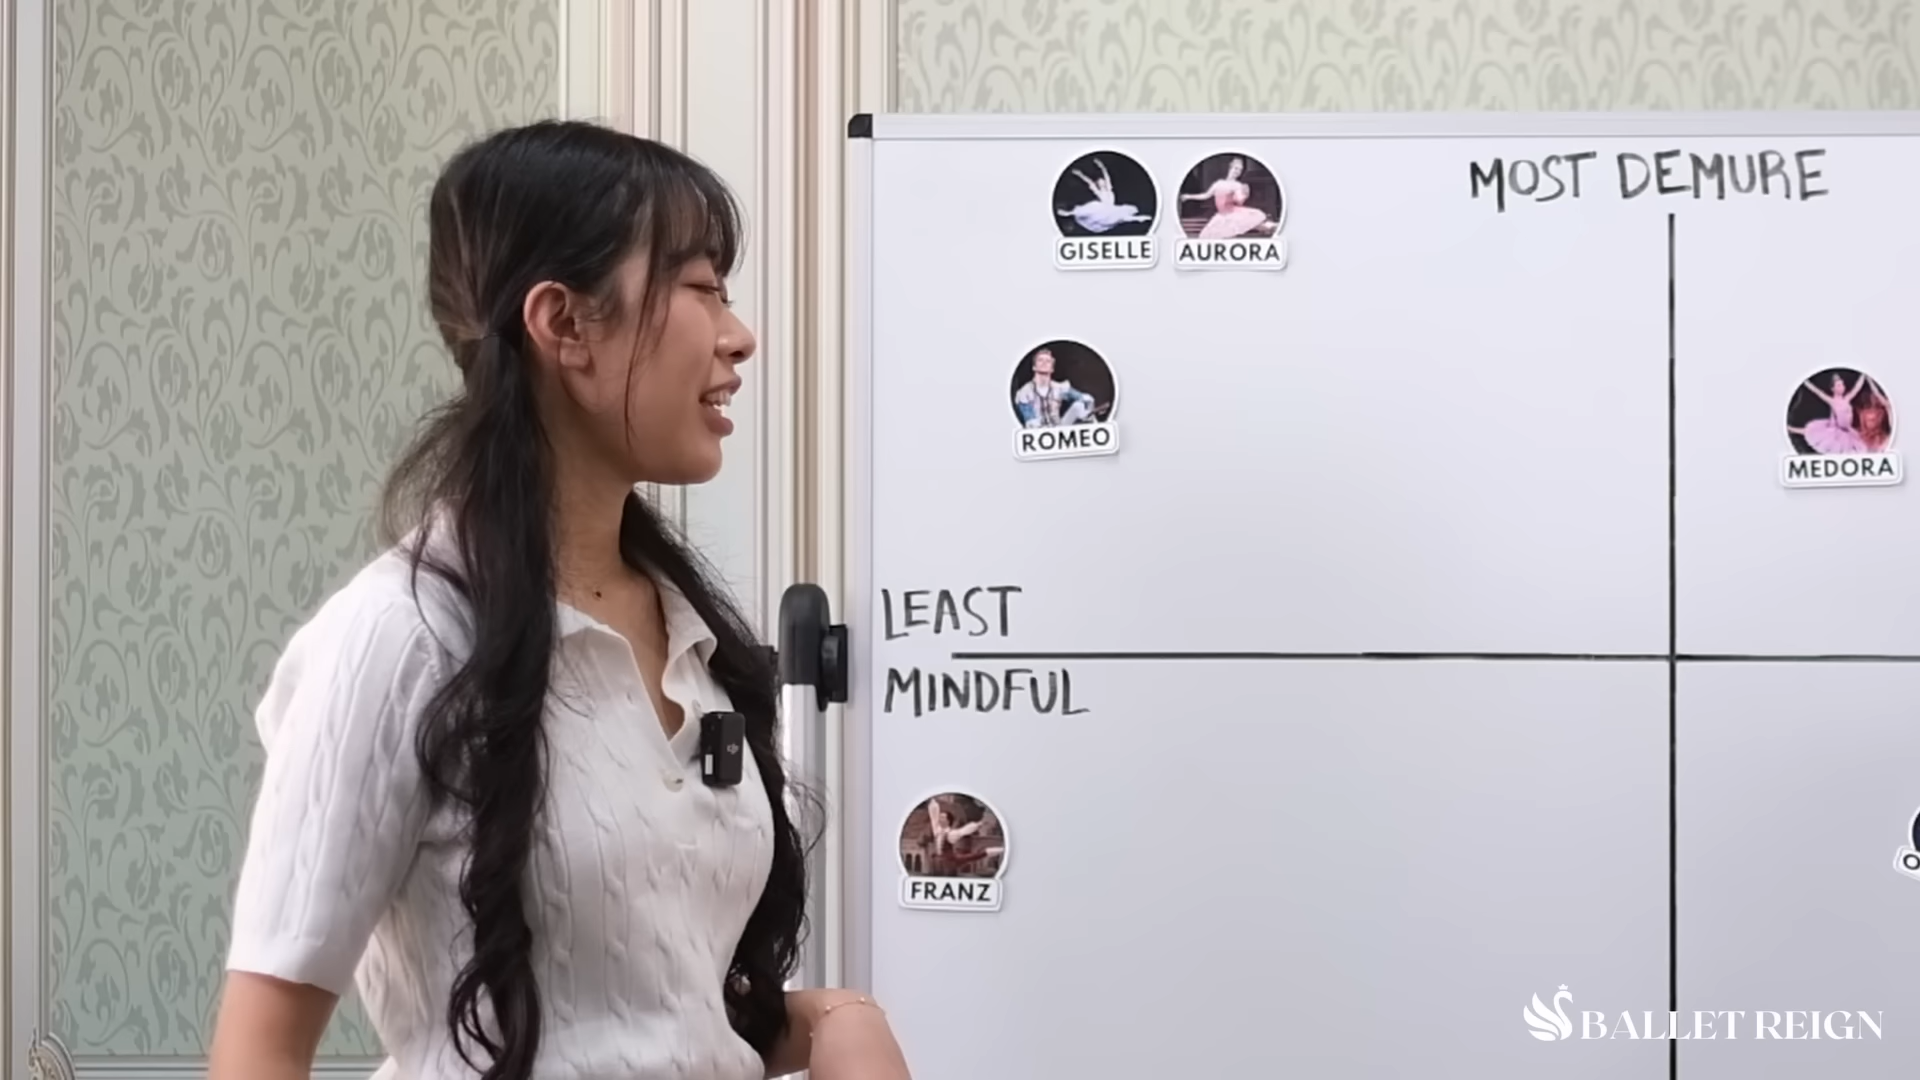 MOST DEMURE
GISELLE
AURORA
ROMEO
MEDORA
LEAST
MINDFUL
FRANZ
BALLET REIGN